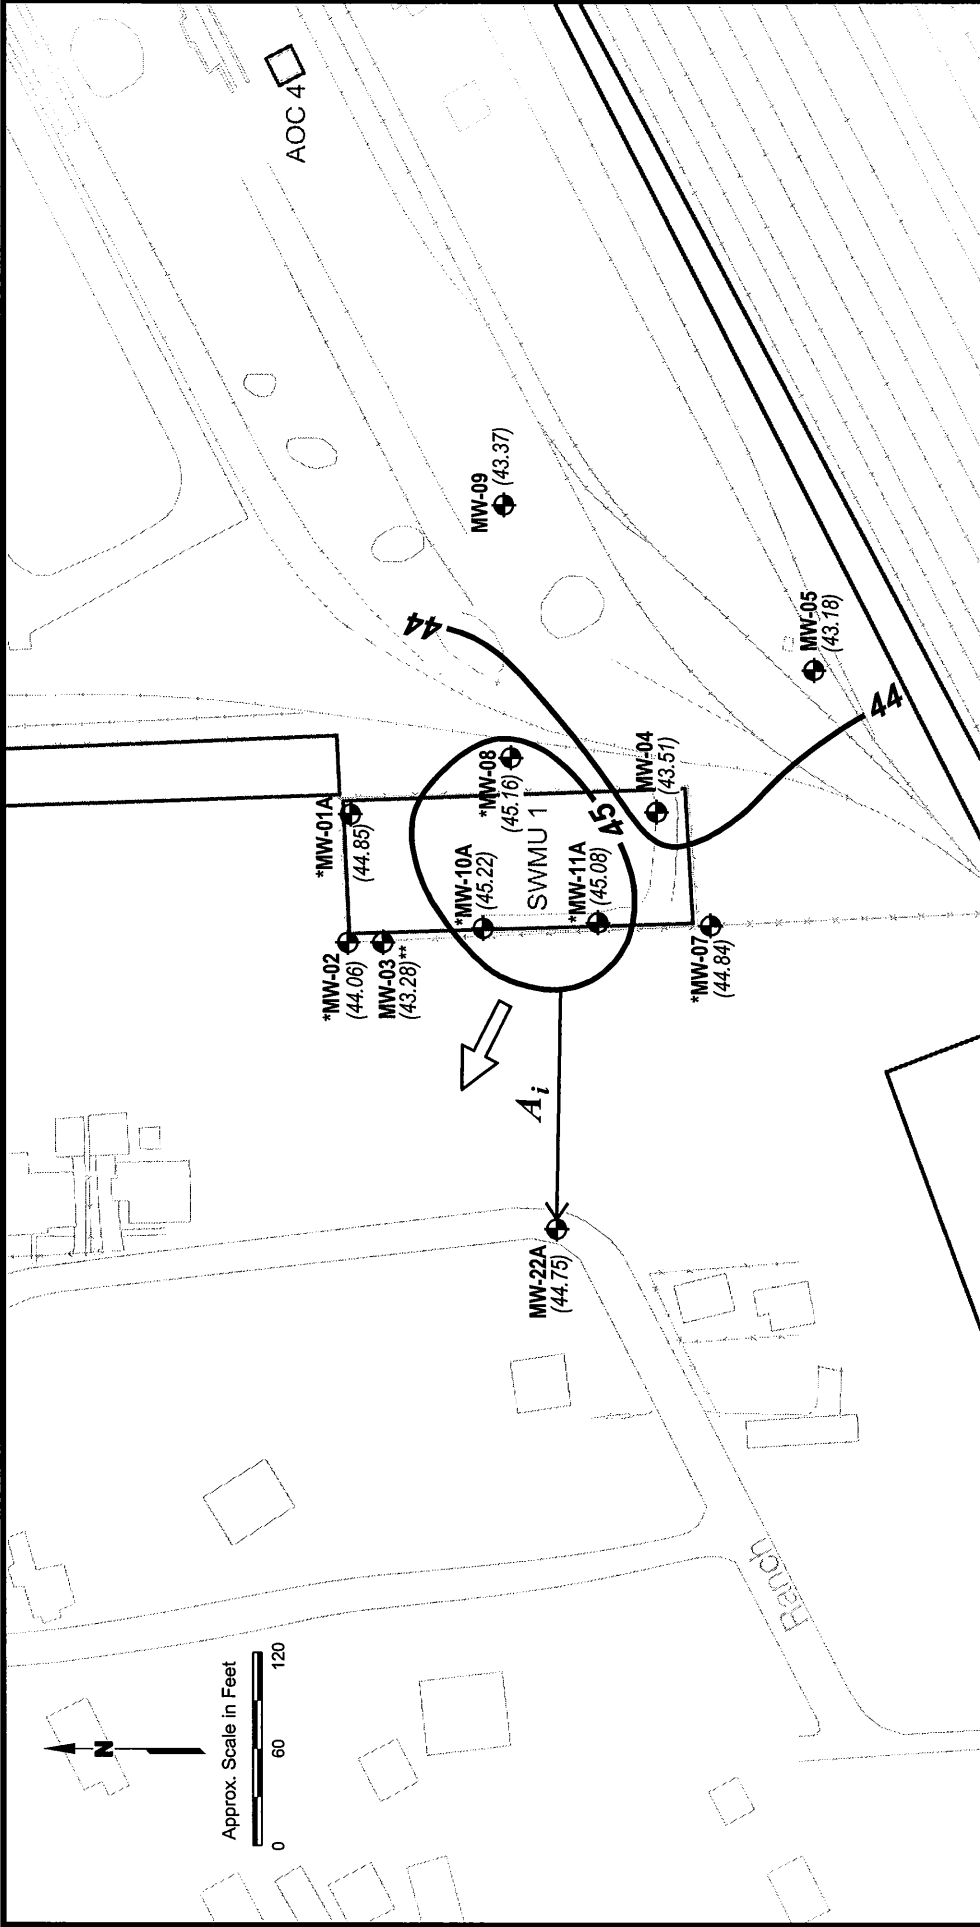 AOC 4
MW-09
(43.37)
44
MW-05
(43.18)
44
*MW-01A
(44.85)
*MW-08
(45.16)
MW-04
(43.51)
45
SWMU 1
*MW-10A
(45.22)
*MW-11A
(45.08)
*MW-02
(44.06)
MW-03
(43.28)**
*MW-07
(44.84)
A_i
MW-22A
(44.75)
Ranch
N
Approx. Scale in Feet
0 60 120